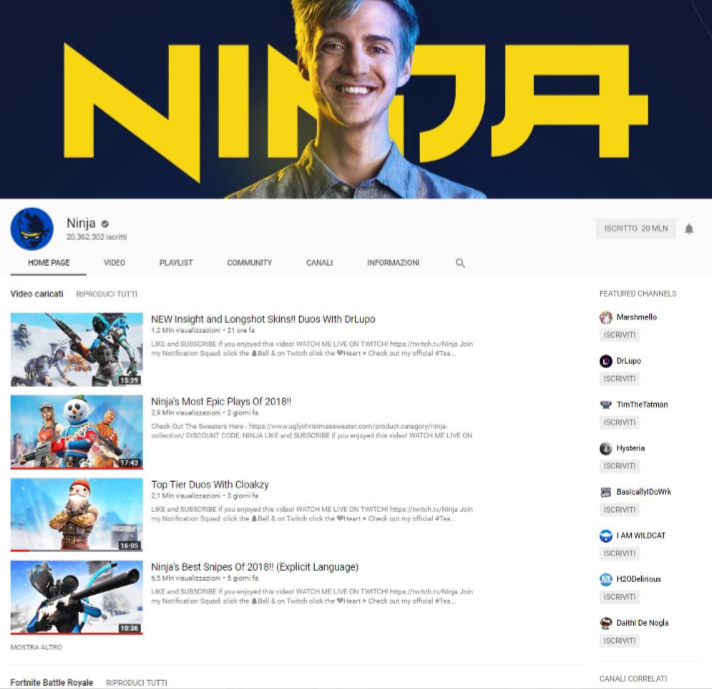 NINJA
Ninja
20.362.302 iscritti
ISCRITTO 20 MLN
HOME PAGE VIDEO PLAYLIST COMMUNITY CANALI INFORMAZIONI
Video caricati RIPRODUCI TUTTI
NEW Insight and Longshot Skins!! Duos With DrLupo
1,2 Mln visualizzazioni • 21 ore fa
LIKE and SUBSCRIBE if you enjoyed this video! WATCH ME LIVE ON TWITCH! https://twitch.tv/Ninja Join
my Notification Squad: click the 🔔Bell & on Twitch click the ❤Heart ➤ Check out my official #Tea...
15:29
Ninja's Most Epic Plays Of 2018!!
2,9 Mln visualizzazioni • 2 giorni fa
Check Out The Sweaters Here - https://www.uglychristmassweater.com/product-category/ninja-
collection/ DISCOUNT CODE: NINJA LIKE and SUBSCRIBE if you enjoyed this video! WATCH ME LIVE ON
17:43
Top Tier Duos With Cloakzy
2,1 Mln visualizzazioni • 3 giorni fa
LIKE and SUBSCRIBE if you enjoyed this video! WATCH ME LIVE ON TWITCH! https://twitch.tv/Ninja Join
my Notification Squad: click the 🔔Bell & on Twitch click the ❤Heart ➤ Check out my official #Tea...
16:05
Ninja's Best Snipes Of 2018!! (Explicit Language)
6,5 Mln visualizzazioni • 5 giorni fa
LIKE and SUBSCRIBE if you enjoyed this video! WATCH ME LIVE ON TWITCH! https://twitch.tv/Ninja Join
my Notification Squad: click the 🔔Bell & on Twitch click the ❤Heart ➤ Check out my official #Tea...
10:36
MOSTRA ALTRO
Fortnite Battle Royale RIPRODUCI TUTTI
FEATURED CHANNELS
Marshmello
ISCRIVITI
DrLupo
ISCRIVITI
TimTheTatman
ISCRIVITI
Hysteria
ISCRIVITI
BasicallyIDoWrk
ISCRIVITI
I AM WILDCAT
ISCRIVITI
H2ODelirious
ISCRIVITI
Daithi De Nogla
ISCRIVITI
CANALI CORRELATI